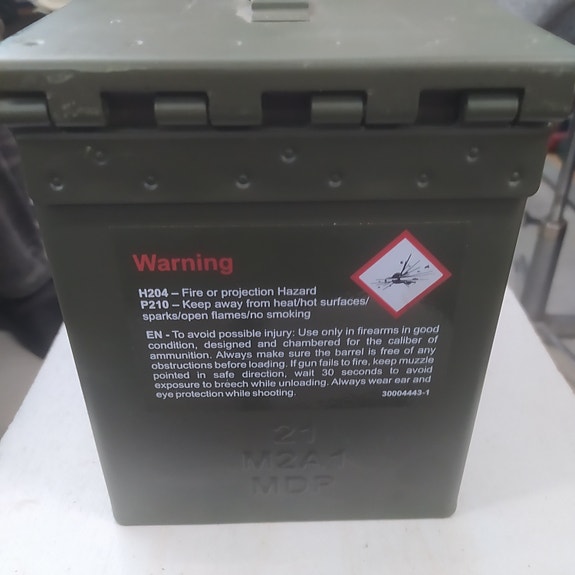 Warning
H204 – Fire or projection Hazard
P210 – Keep away from heat/hot surfaces/
sparks/open flames/no smoking
EN - To avoid possible injury: Use only in firearms in good
condition, designed and chambered for the caliber of
ammunition. Always make sure the barrel is free of any
obstructions before loading. If gun fails to fire, keep muzzle
pointed in safe direction, wait 30 seconds to avoid
exposure to breech while unloading. Always wear ear and
eye protection while shooting.
30004443-1
21
M2A1
MDP